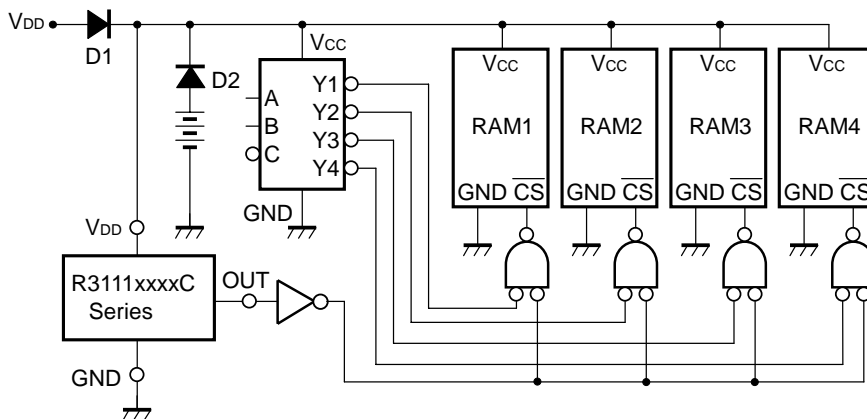 VDD
D1
D2
VCC
A
B
C
Y1
Y2
Y3
Y4
GND
VCC
RAM1
GND CS
VCC
RAM2
GND CS
VCC
RAM3
GND CS
VCC
RAM4
GND CS
VDD
R3111xxxxC
Series
OUT
GND